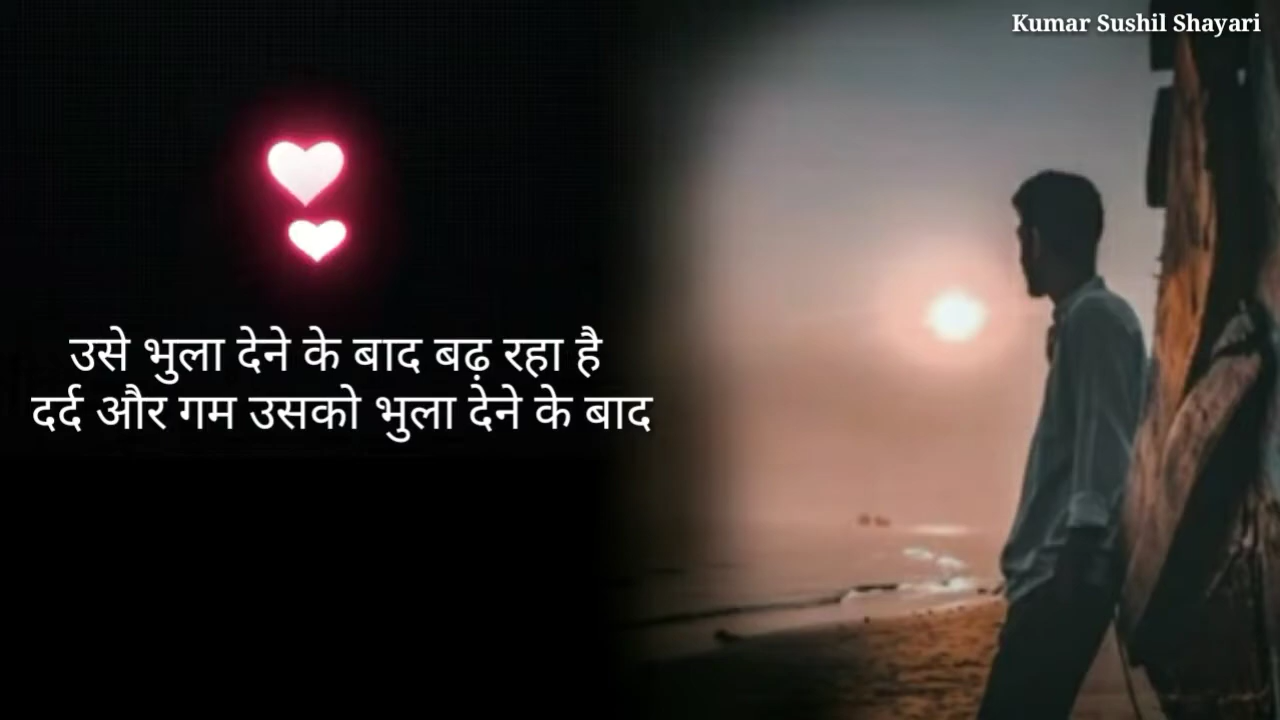 Kumar Sushil Shayari
उसे भुला देने के बाद बढ़ रहा है
दर्द और गम उसको भुला देने के बाद